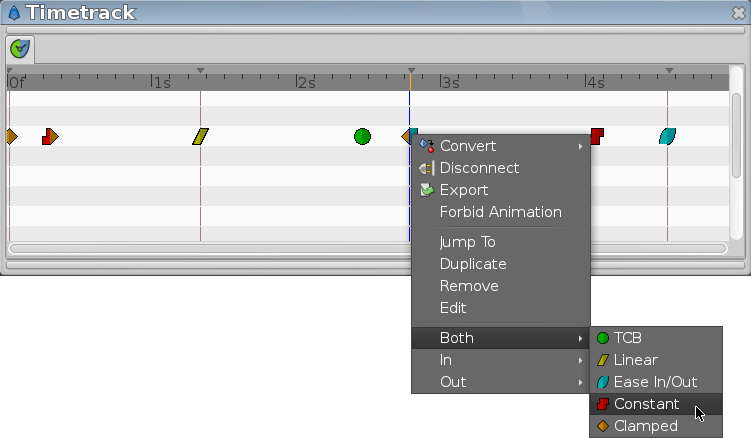 Timetrack
0f 1s 2s 3s 4s
Convert
Disconnect
Export
Forbid Animation
Jump To
Duplicate
Remove
Edit
Both
In
Out
TCB
Linear
Ease In/Out
Constant
Clamped